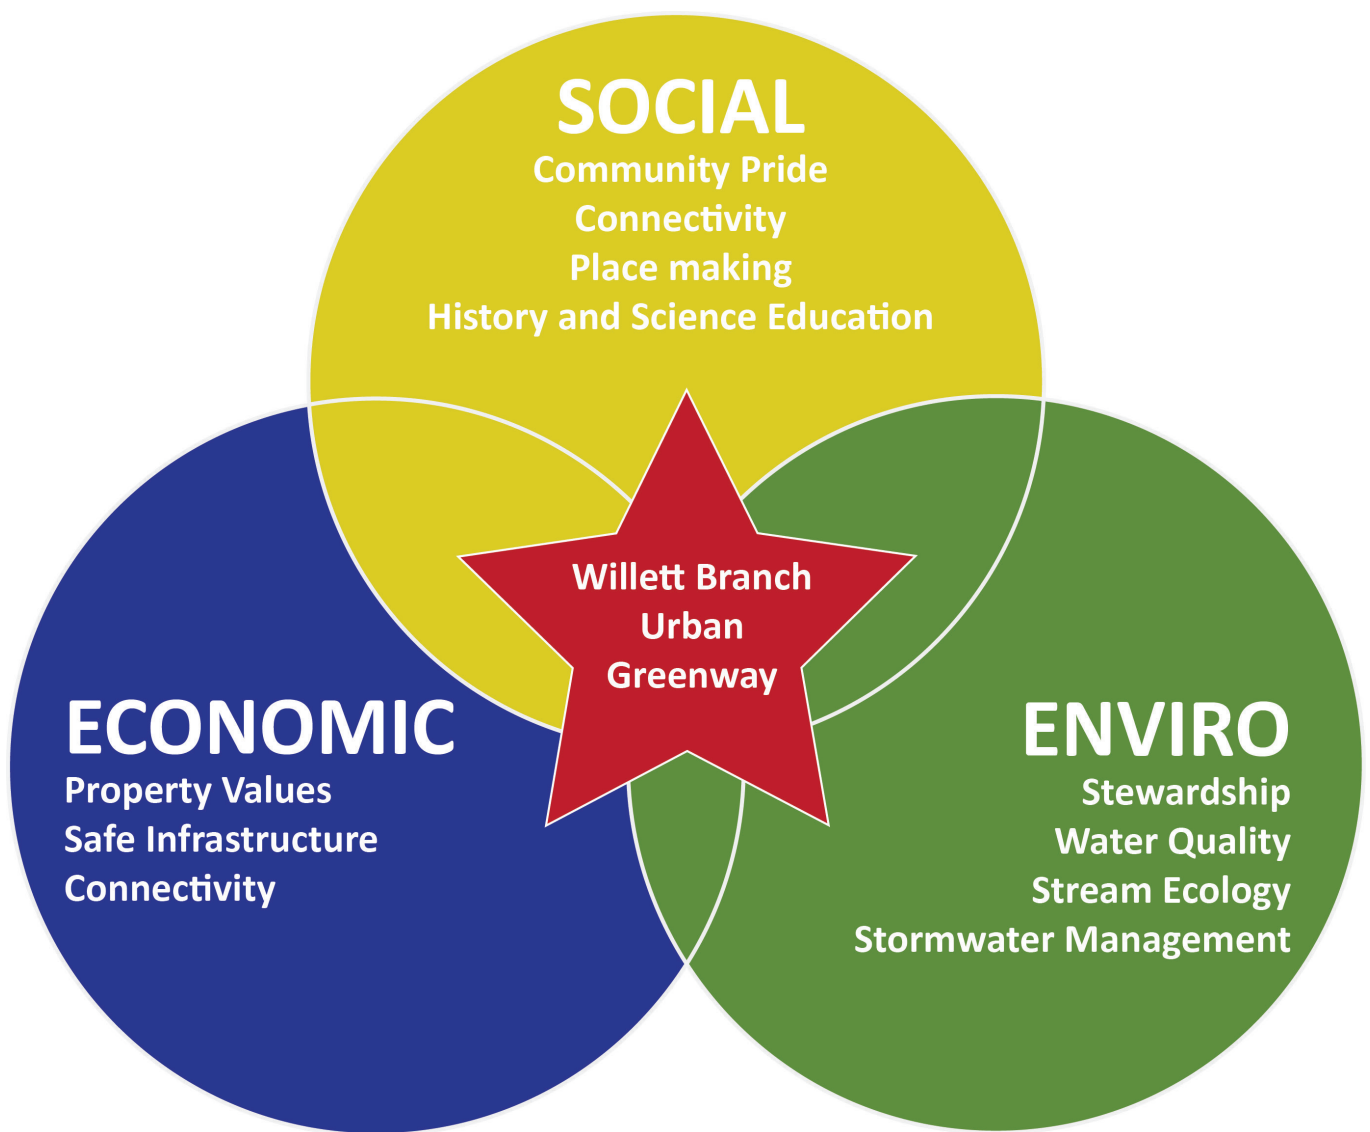 SOCIAL
Community Pride
Connectivity
Place making
History and Science Education
Willett Branch
Urban
Greenway
ECONOMIC
Property Values
Safe Infrastructure
Connectivity
ENVIRO
Stewardship
Water Quality
Stream Ecology
Stormwater Management